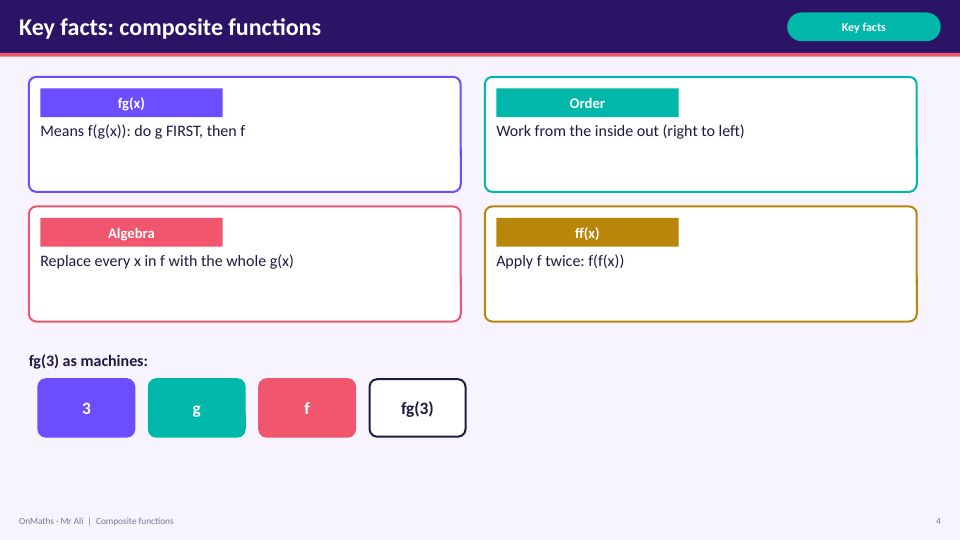 Key facts: composite functions
Key facts
fg(x)
Means f(g(x)): do g FIRST, then f
Order
Work from the inside out (right to left)
Algebra
Replace every x in f with the whole g(x)
ff(x)
Apply f twice: f(f(x))
fg(3) as machines:
3
g
f
fg(3)
OnMaths - Mr Ali | Composite functions
4